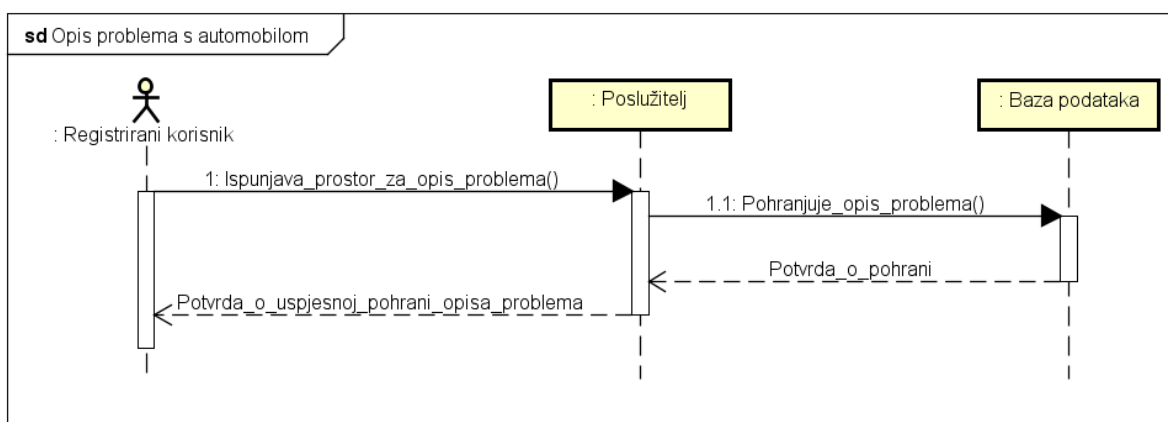 sd Opis problema s automobilom
: Registrirani korisnik
: Poslužitelj
: Baza podataka
1: Ispunjava_prostor_za_opis_problema()
1.1: Pohranjuje_opis_problema()
Potvrda_o_pohrani
Potvrda_o_uspjesnoj_pohrani_opisa_problema